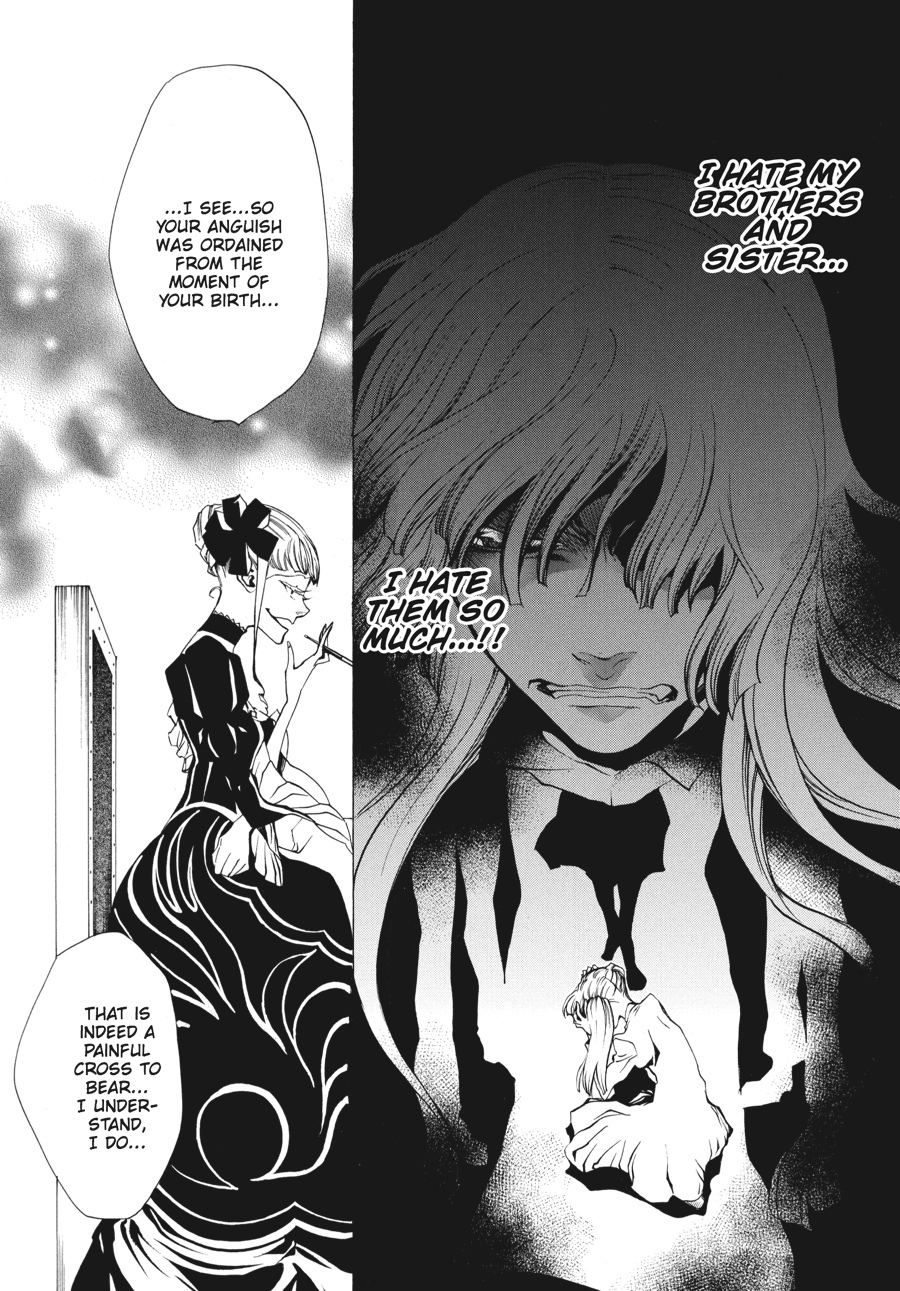 I HATE MY
BROTHERS
AND
SISTER...
I HATE
THEM SO
MUCH...!!
...I SEE...SO
YOUR ANGUISH
WAS ORDAINED
FROM THE
MOMENT OF
YOUR BIRTH...
THAT IS
INDEED A
PAINFUL
CROSS TO
BEAR...
I UNDER-
STAND,
I DO...